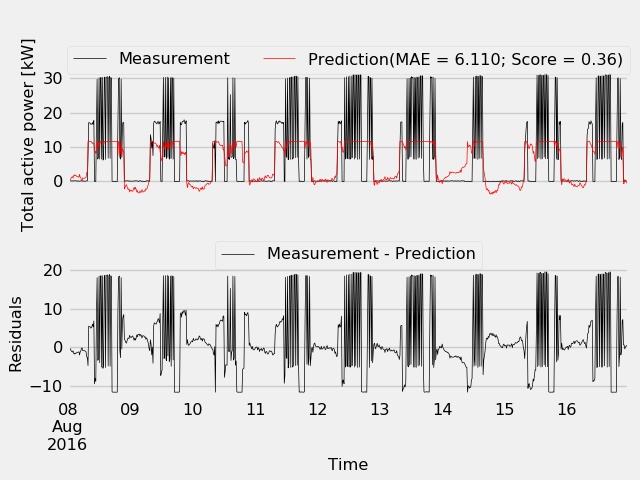 Measurement
Prediction(MAE = 6.110; Score = 0.36)
Total active power [kW]
30
20
10
0
Measurement - Prediction
Residuals
20
10
0
−10
08 09 10 11 12 13 14 15 16
Aug
2016
Time